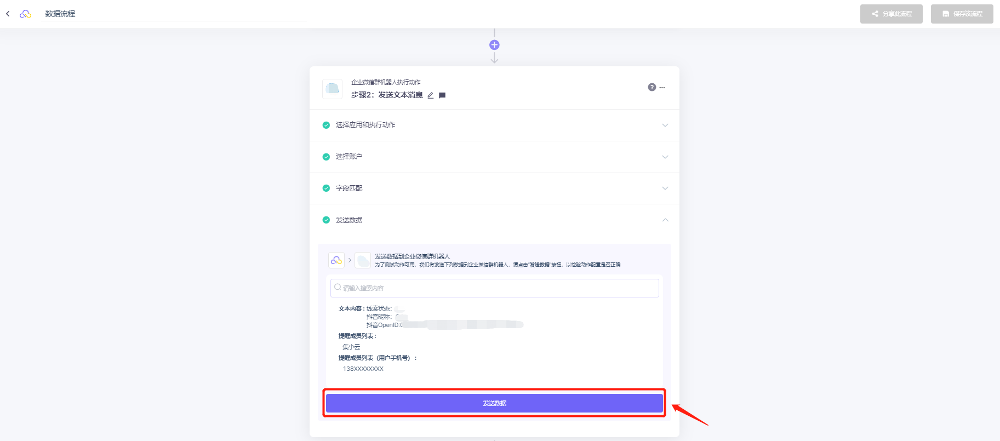 数据流程
分享此流程
保存该流程
企业微信群机器人执行动作
步骤2：发送文本消息
选择应用和执行动作
选择账户
字段匹配
发送数据
发送数据到企业微信群机器人
为了测试动作可用，我们将发送下列数据到企业微信群机器人，请点击“发送数据”按钮，以检验动作配置是否正确
请输入搜索内容
文本内容：线索状态：
抖音昵称：
抖音OpenID:
提醒成员列表：
集小云
提醒成员列表（用户手机号）：
138XXXXXXXX
发送数据